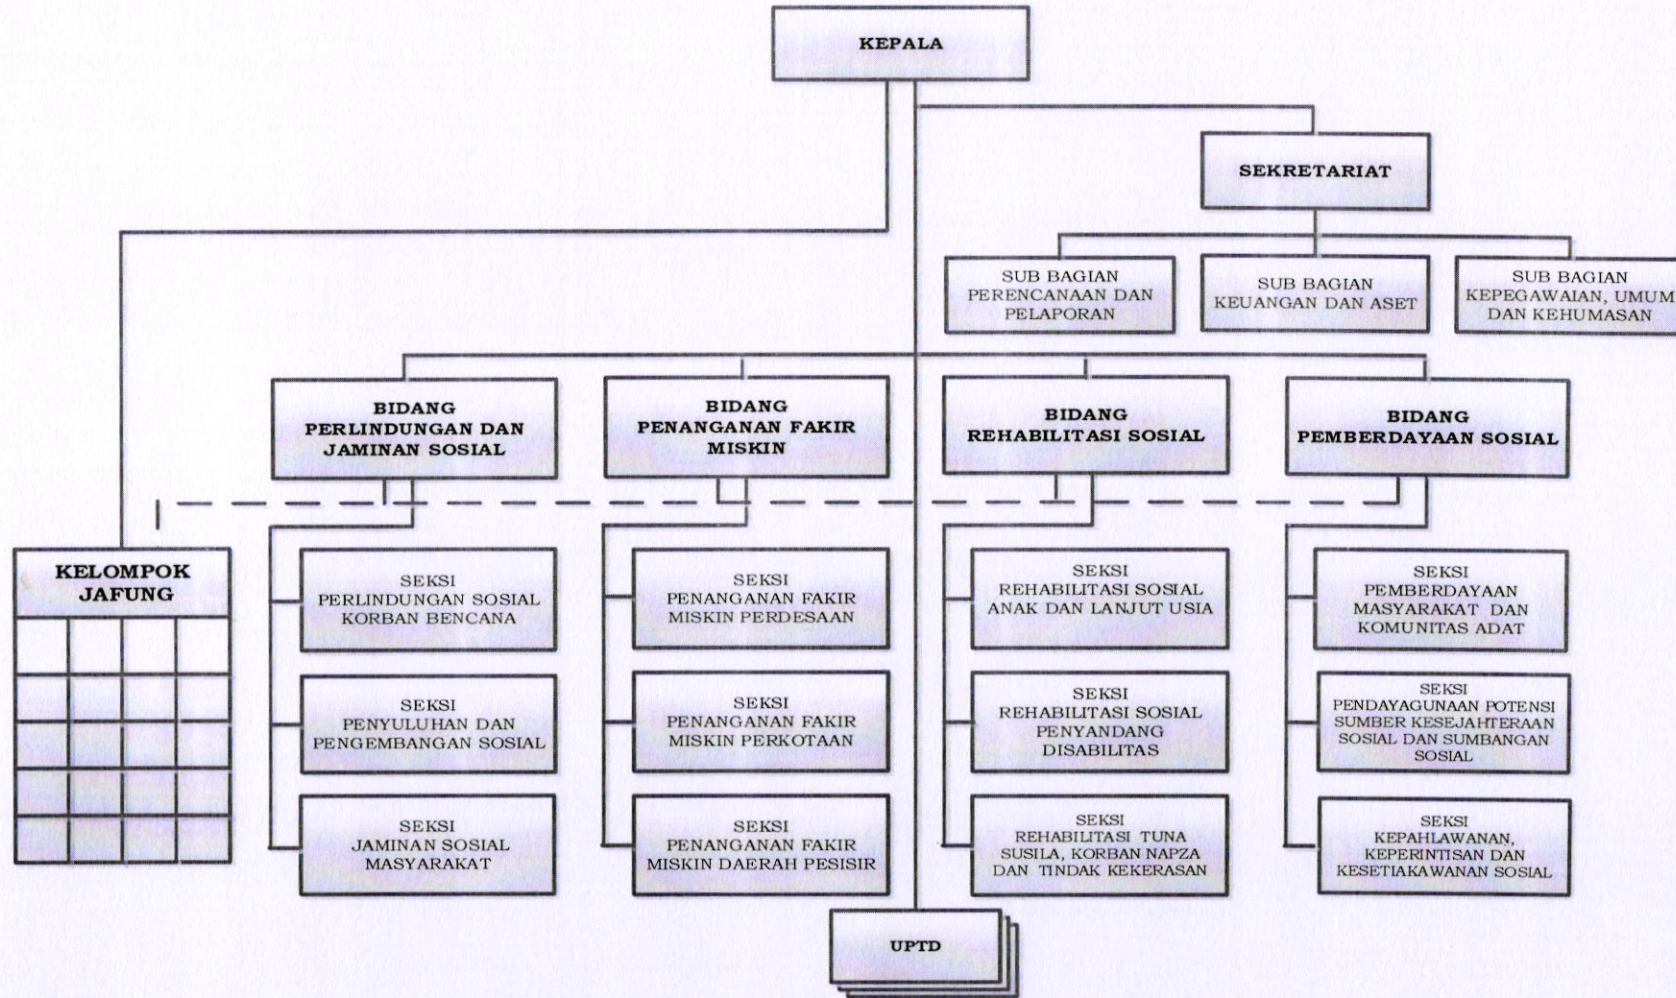 KEPALA
SEKRETARIAT
SUB BAGIAN
PERENCANAAN DAN
PELAPORAN
SUB BAGIAN
KEUANGAN DAN ASET
SUB BAGIAN
KEPEGAWAIAN, UMUM
DAN KEHUMASAN
BIDANG
PERLINDUNGAN DAN
JAMINAN SOSIAL
BIDANG
PENANGANAN FAKIR
MISKIN
BIDANG
REHABILITASI SOSIAL
BIDANG
PEMBERDAYAAN SOSIAL
KELOMPOK
JAFUNG
SEKSI
PERLINDUNGAN SOSIAL
KORBAN BENCANA
SEKSI
PENANGANAN FAKIR
MISKIN PERDESAAN
SEKSI
REHABILITASI SOSIAL
ANAK DAN LANJUT USIA
SEKSI
PEMBERDAYAAN
MASYARAKAT DAN
KOMUNITAS ADAT
SEKSI
PENYULUHAN DAN
PENGEMBANGAN SOSIAL
SEKSI
PENANGANAN FAKIR
MISKIN PERKOTAAN
SEKSI
REHABILITASI SOSIAL
PENYANDANG
DISABILITAS
SEKSI
PENDAYAGUNAAN POTENSI
SUMBER KESEJAHTERAAN
SOSIAL DAN SUMBANGAN
SOSIAL
SEKSI
JAMINAN SOSIAL
MASYARAKAT
SEKSI
PENANGANAN FAKIR
MISKIN DAERAH PESISIR
SEKSI
REHABILITASI TUNA
SUSILA, KORBAN NAPZA
DAN TINDAK KEKERASAN
SEKSI
KEPAHLAWANAN,
KEPERINTISAN DAN
KESETIAKAWANAN SOSIAL
UPTD